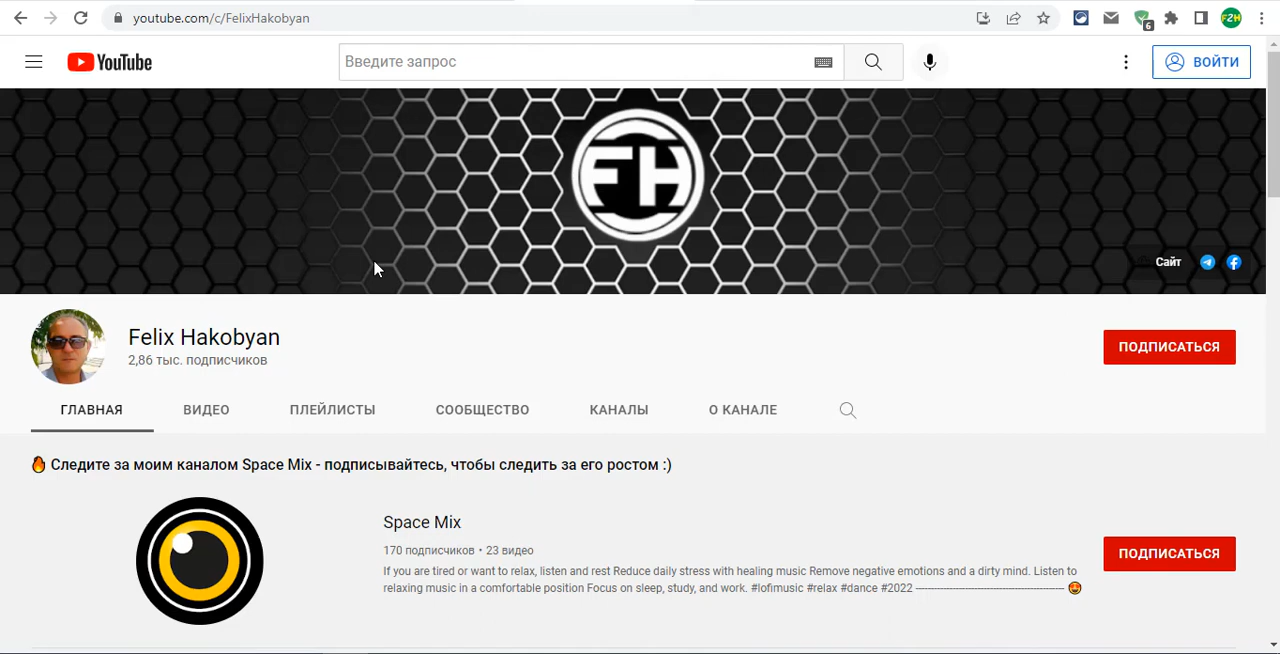 youtube.com/c/FelixHakobyan
6
F2H
YouTube
Введите запрос
ВОЙТИ
FH
Сайт
Felix Hakobyan
2,86 тыс. подписчиков
ПОДПИСАТЬСЯ
ГЛАВНАЯ
ВИДЕО
ПЛЕЙЛИСТЫ
СООБЩЕСТВО
КАНАЛЫ
О КАНАЛЕ
🔥 Следите за моим каналом Space Mix - подписывайтесь, чтобы следить за его ростом :)
Space Mix
170 подписчиков • 23 видео
If you are tired or want to relax, listen and rest Reduce daily stress with healing music Remove negative emotions and a dirty mind. Listen to
relaxing music in a comfortable position Focus on sleep, study, and work. #lofimusic #relax #dance #2022 ---------------------------------------------- 🤩
ПОДПИСАТЬСЯ